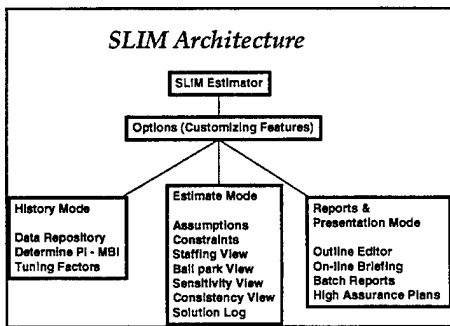 SLIM Architecture
SLIM Estimator
Options (Customizing Features)
History Mode
Data Repository
Determine PI - MBI
Tuning Factors
Estimate Mode
Assumptions
Constraints
Staffing View
Ball park View
Sensitivity View
Consistency View
Solution Log
Reports &
Presentation Mode
Outline Editor
On-line Briefing
Batch Reports
High Assurance Plans